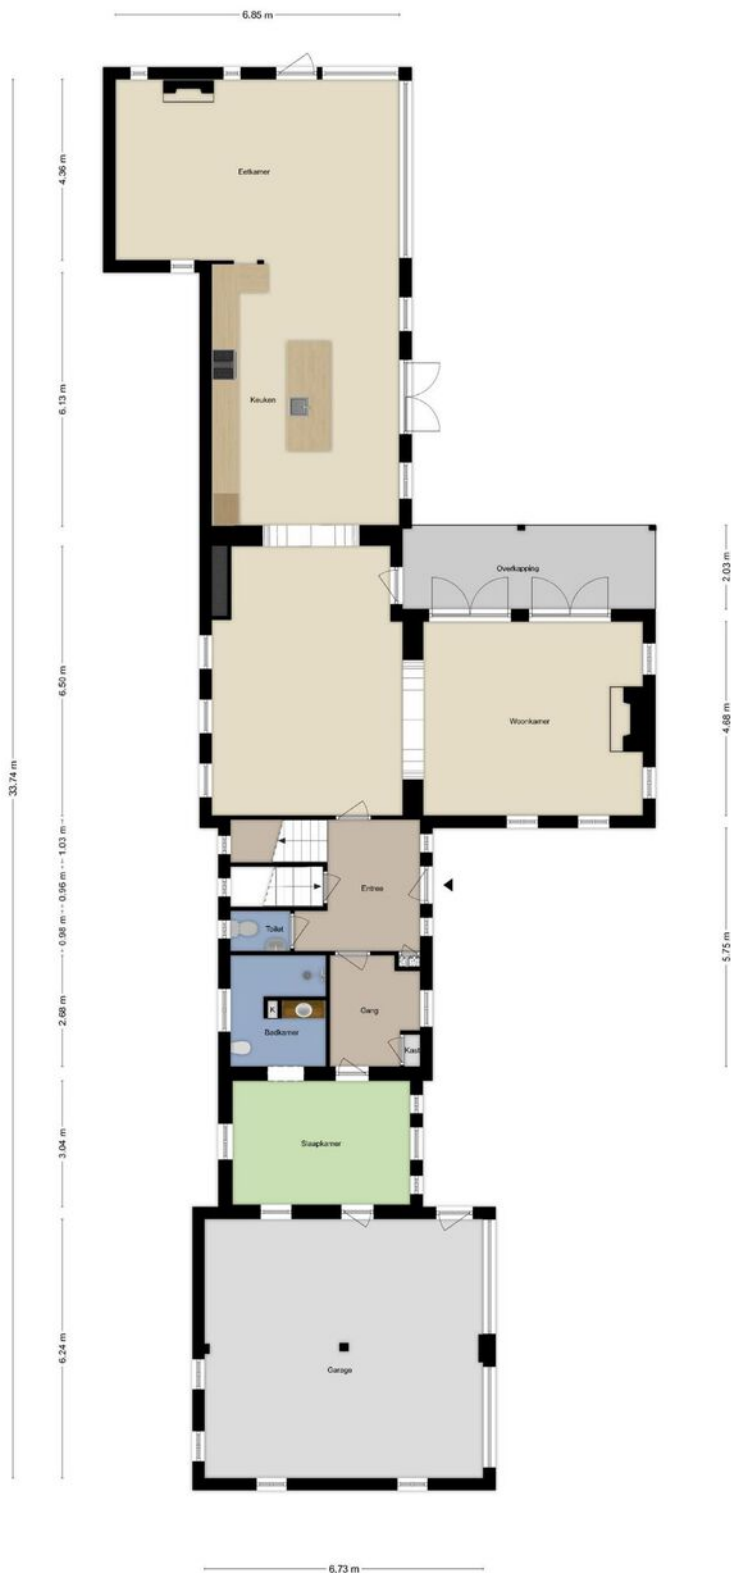 6.85 m
4.36 m
Eetkamer
6.13 m
Keuken
2.03 m
Overkapping
6.50 m
4.68 m
Woonkamer
33.74 m
1.03 m
0.96 m
Entree
0.98 m
Toilet
5.75 m
2.68 m
K
Gang
Badkamer
Kast
3.04 m
Slaapkamer
6.24 m
Garage
6.73 m